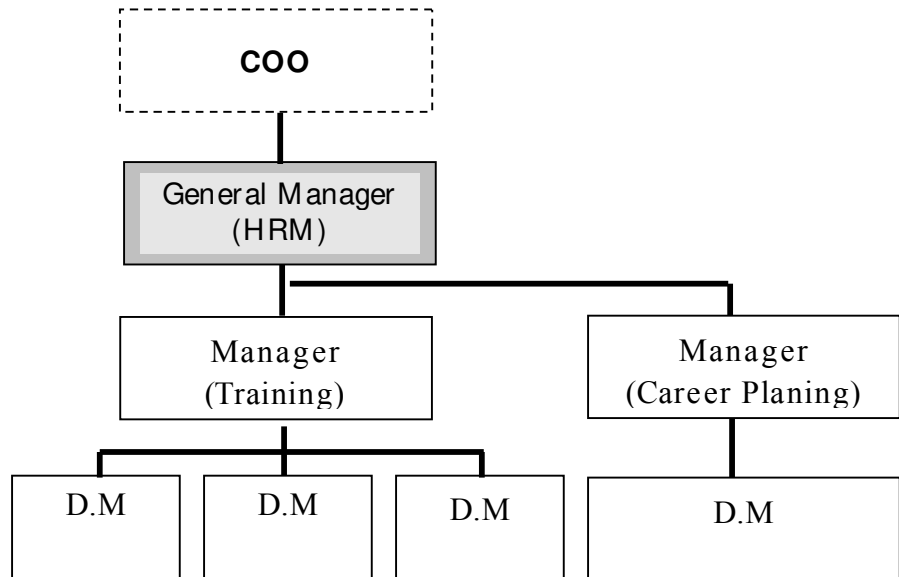 COO
General Manager
(HRM)
Manager
(Training)
Manager
(Career Planing)
D.M
D.M
D.M
D.M